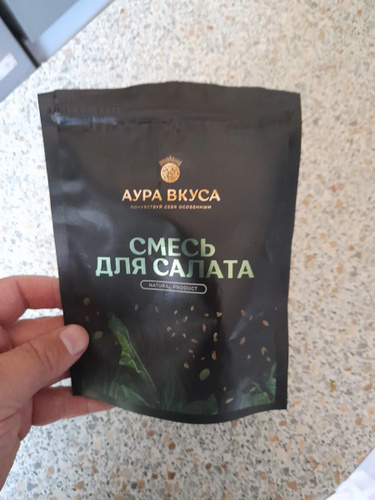 АУРА ВКУСА
ПОЧУВСТВУЙ СЕБЯ ОСОБЕННЫМ
СМЕСЬ
ДЛЯ САЛАТА
NATURAL PRODUCT